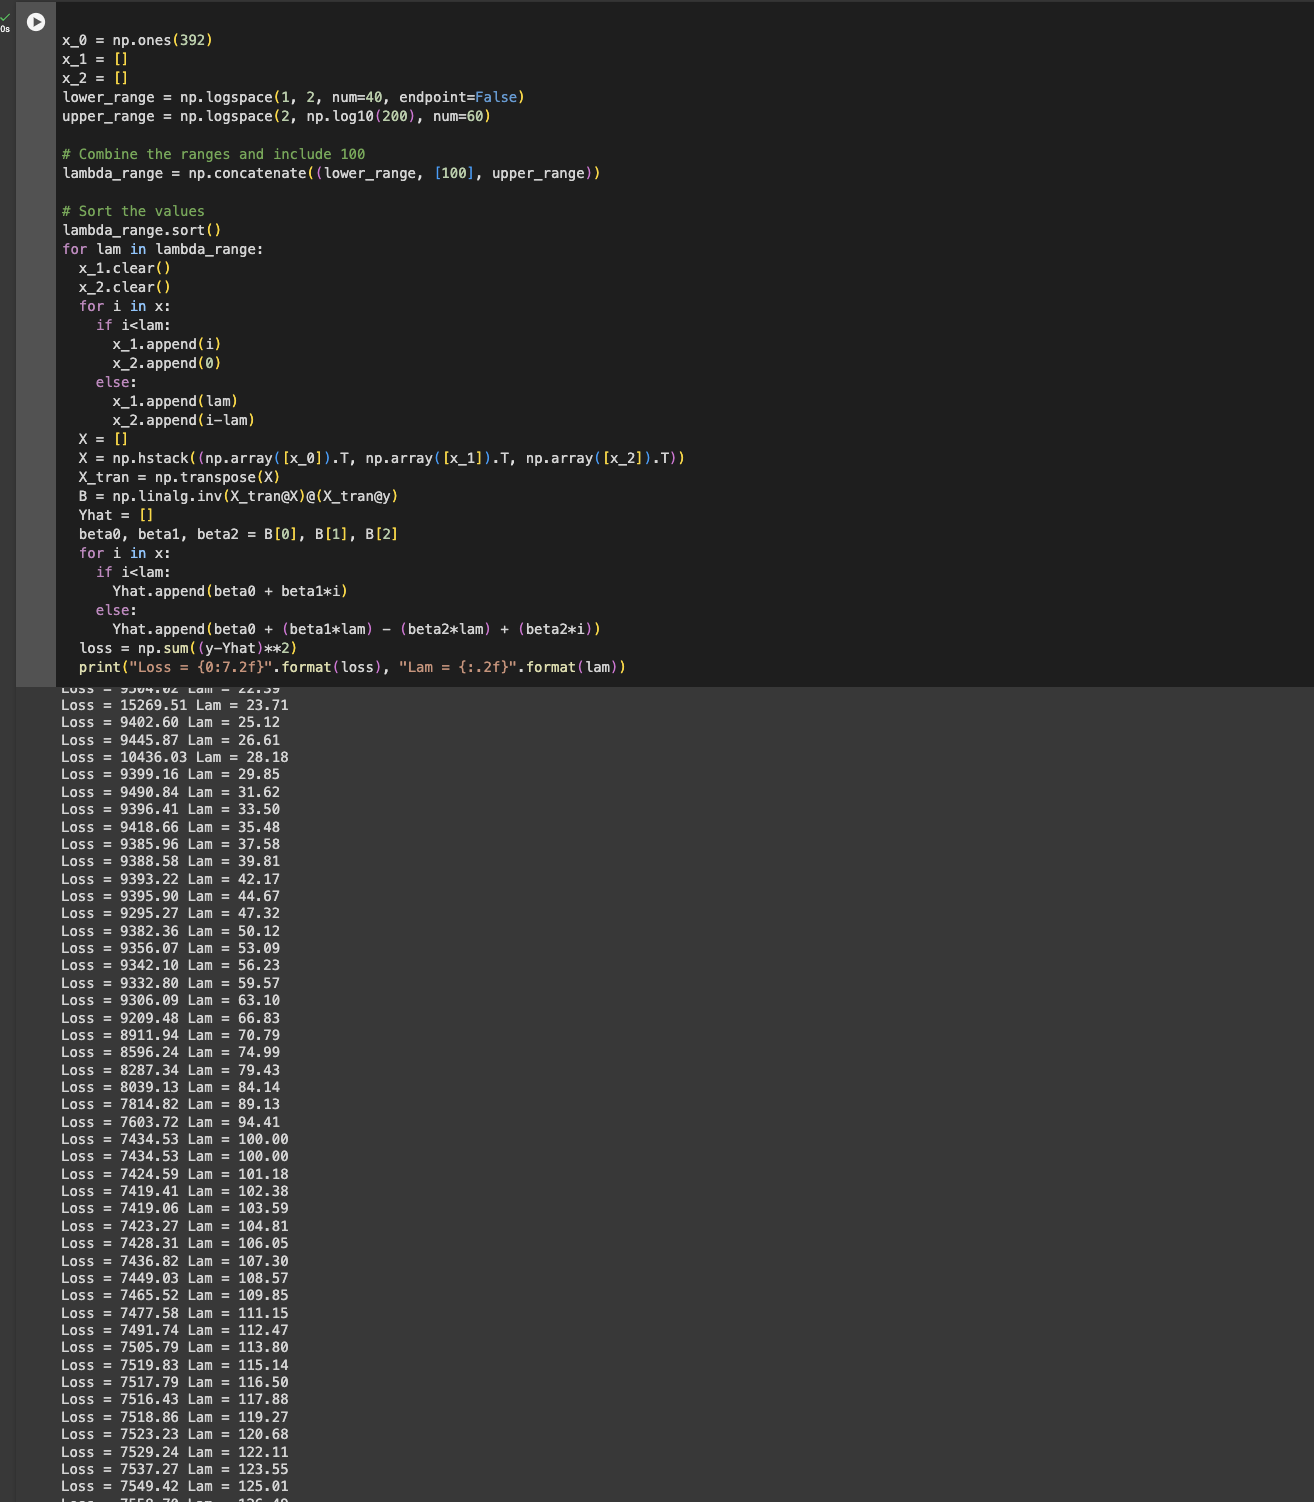 0s
x_0 = np.ones(392)
x_1 = []
x_2 = []
lower_range = np.logspace(1, 2, num=40, endpoint=False)
upper_range = np.logspace(2, np.log10(200), num=60)
# Combine the ranges and include 100
lambda_range = np.concatenate((lower_range, [100], upper_range))
# Sort the values
lambda_range.sort()
for lam in lambda_range:
  x_1.clear()
  x_2.clear()
  for i in x:
    if i<lam:
      x_1.append(i)
      x_2.append(0)
    else:
      x_1.append(lam)
      x_2.append(i-lam)
  X = []
  X = np.hstack((np.array([x_0]).T, np.array([x_1]).T, np.array([x_2]).T))
  X_tran = np.transpose(X)
  B = np.linalg.inv(X_tran@X)@(X_tran@y)
  Yhat = []
  beta0, beta1, beta2 = B[0], B[1], B[2]
  for i in x:
    if i<lam:
      Yhat.append(beta0 + beta1*i)
    else:
      Yhat.append(beta0 + (beta1*lam) - (beta2*lam) + (beta2*i))
  loss = np.sum((y-Yhat)**2)
  print("Loss = {0:7.2f}".format(loss), "Lam = {:.2f}".format(lam))
Loss = 9504.02 Lam = 22.39
Loss = 15269.51 Lam = 23.71
Loss = 9402.60 Lam = 25.12
Loss = 9445.87 Lam = 26.61
Loss = 10436.03 Lam = 28.18
Loss = 9399.16 Lam = 29.85
Loss = 9490.84 Lam = 31.62
Loss = 9396.41 Lam = 33.50
Loss = 9418.66 Lam = 35.48
Loss = 9385.96 Lam = 37.58
Loss = 9388.58 Lam = 39.81
Loss = 9393.22 Lam = 42.17
Loss = 9395.90 Lam = 44.67
Loss = 9295.27 Lam = 47.32
Loss = 9382.36 Lam = 50.12
Loss = 9356.07 Lam = 53.09
Loss = 9342.10 Lam = 56.23
Loss = 9332.80 Lam = 59.57
Loss = 9306.09 Lam = 63.10
Loss = 9209.48 Lam = 66.83
Loss = 8911.94 Lam = 70.79
Loss = 8596.24 Lam = 74.99
Loss = 8287.34 Lam = 79.43
Loss = 8039.13 Lam = 84.14
Loss = 7814.82 Lam = 89.13
Loss = 7603.72 Lam = 94.41
Loss = 7434.53 Lam = 100.00
Loss = 7434.53 Lam = 100.00
Loss = 7424.59 Lam = 101.18
Loss = 7419.41 Lam = 102.38
Loss = 7419.06 Lam = 103.59
Loss = 7423.27 Lam = 104.81
Loss = 7428.31 Lam = 106.05
Loss = 7436.82 Lam = 107.30
Loss = 7449.03 Lam = 108.57
Loss = 7465.52 Lam = 109.85
Loss = 7477.58 Lam = 111.15
Loss = 7491.74 Lam = 112.47
Loss = 7505.79 Lam = 113.80
Loss = 7519.83 Lam = 115.14
Loss = 7517.79 Lam = 116.50
Loss = 7516.43 Lam = 117.88
Loss = 7518.86 Lam = 119.27
Loss = 7523.23 Lam = 120.68
Loss = 7529.24 Lam = 122.11
Loss = 7537.27 Lam = 123.55
Loss = 7549.42 Lam = 125.01
Loss = 7558.70 Lam = 126.49